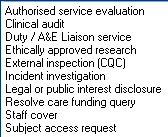 Authorised service evaluation
Clinical audit
Duty / A&E Liaison service
Ethically approved research
External inspection (CQC)
Incident investigation
Legal or public interest disclosure
Resolve care funding query
Staff cover
Subject access request